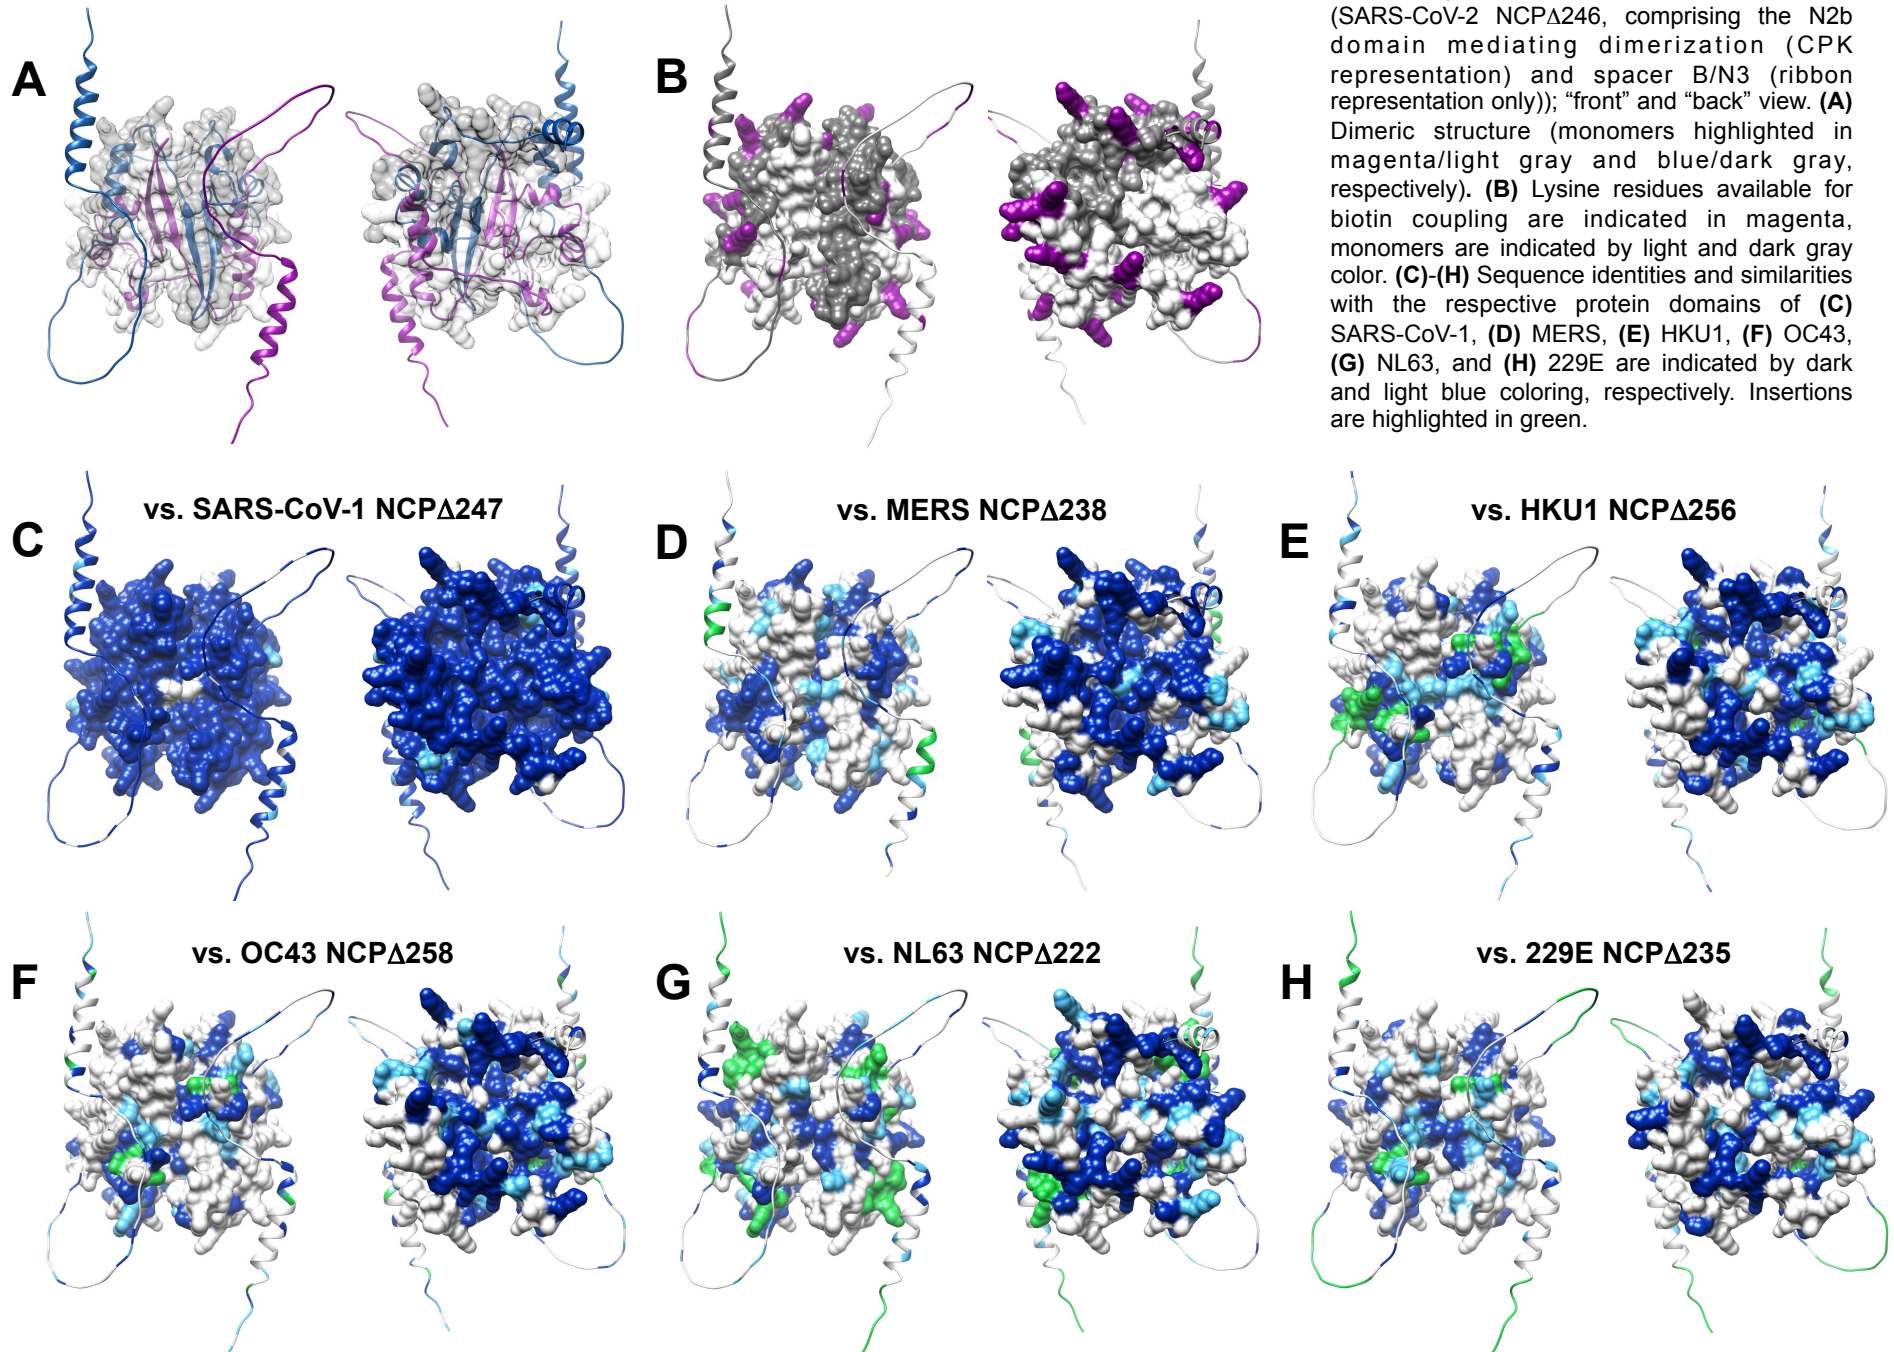 (SARS-CoV-2 NCPΔ246, comprising the N2b
domain mediating dimerization (CPK
representation) and spacer B/N3 (ribbon
representation only)); “front” and “back” view. (A)
Dimeric structure (monomers highlighted in
magenta/light gray and blue/dark gray,
respectively). (B) Lysine residues available for
biotin coupling are indicated in magenta,
monomers are indicated by light and dark gray
color. (C)-(H) Sequence identities and similarities
with the respective protein domains of (C)
SARS-CoV-1, (D) MERS, (E) HKU1, (F) OC43,
(G) NL63, and (H) 229E are indicated by dark
and light blue coloring, respectively. Insertions
are highlighted in green.
A
B
C
vs. SARS-CoV-1 NCPΔ247
D
vs. MERS NCPΔ238
E
vs. HKU1 NCPΔ256
F
vs. OC43 NCPΔ258
G
vs. NL63 NCPΔ222
H
vs. 229E NCPΔ235